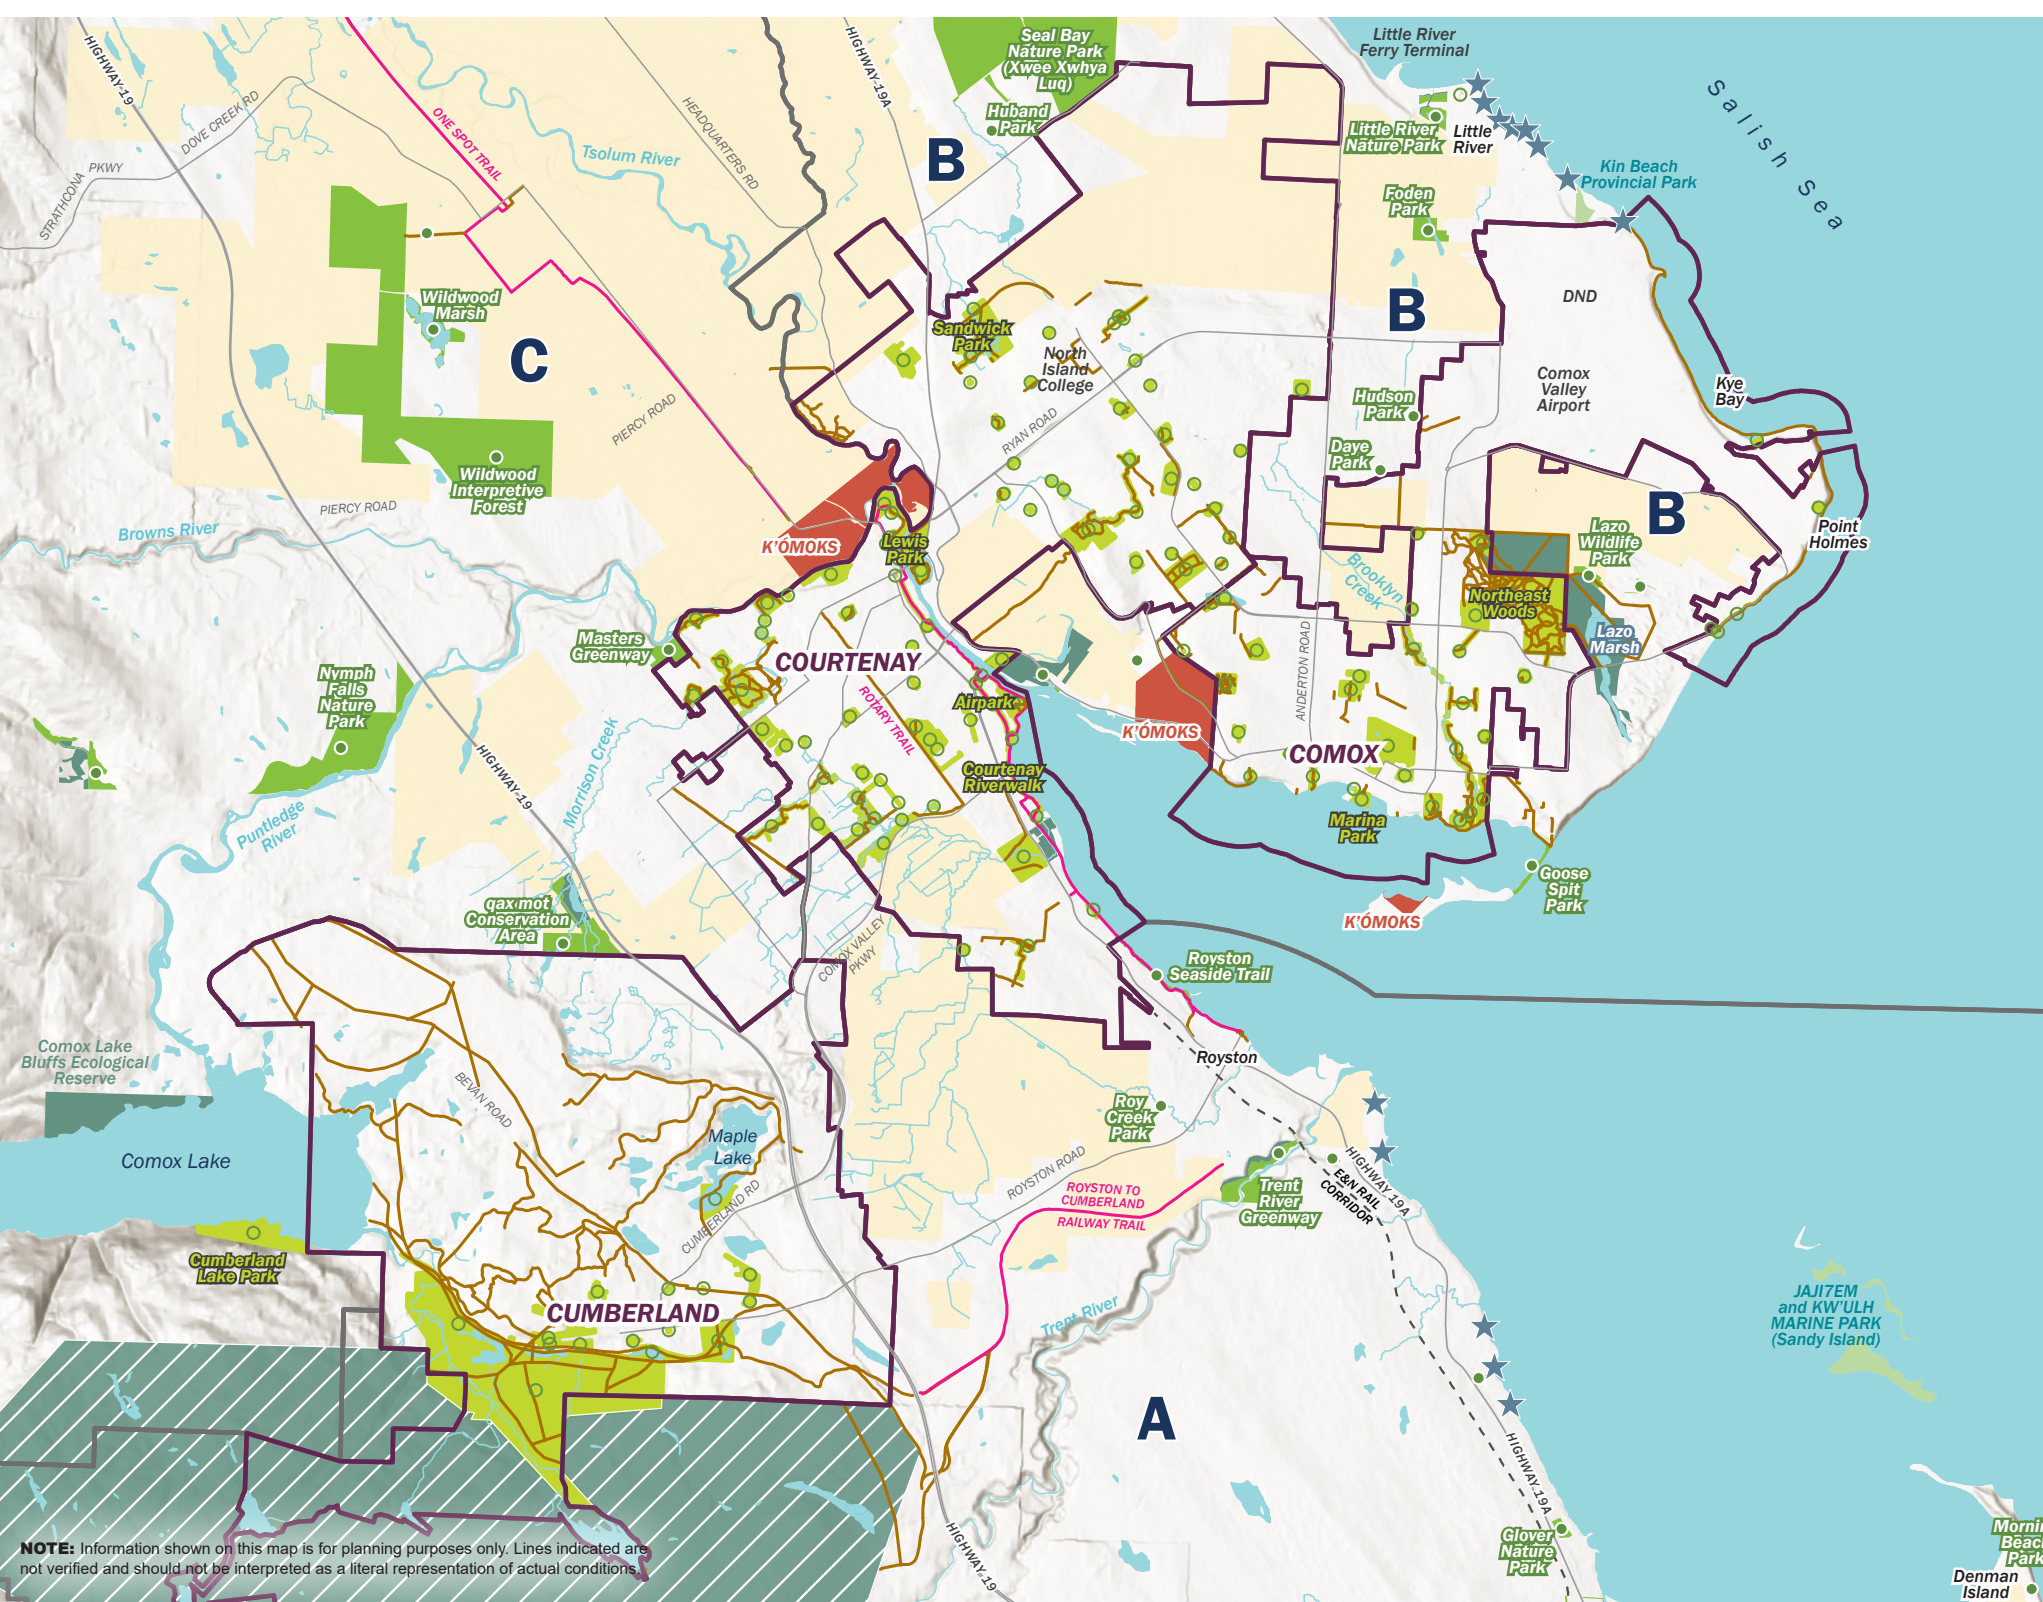 Little River
Ferry Terminal
Seal Bay
Nature Park
(Xwee Xwhya
Luq)
HIGHWAY 19
HIGHWAY 19A
Salish Sea
DOVE CREEK RD
ONE SPOT TRAIL
HEADQUARTERS RD
Huband
Park
Little River
Nature Park
Little
River
B
Tsolum River
STRATHCONA
PKWY
Kin Beach
Provincial Park
Foden
Park
Wildwood
Marsh
DND
B
Sandwick
Park
North
Island
College
C
Comox
Valley
Airport
Kye
Bay
Hudson
Park
PIERCY ROAD
RYAN ROAD
Daye
Park
Wildwood
Interpretive
Forest
PIERCY ROAD
B
Browns River
K'ÓMOKS
Lewis
Park
Lazo
Wildlife
Park
Point
Holmes
Brooklyn
Creek
Northeast
Woods
Masters
Greenway
Lazo
Marsh
COURTENAY
Nymph
Falls
Nature
Park
ANDERTON ROAD
Airpark
ROTARY TRAIL
K'ÓMOKS
COMOX
HIGHWAY 19
Morrison Creek
Courtenay
Riverwalk
Puntledge
River
Marina
Park
Goose
Spit
Park
qax mot
Conservation
Area
K'ÓMOKS
COMOX VALLEY
PKWY
Royston
Seaside Trail
Comox Lake
Bluffs Ecological
Reserve
Royston
BEVAN ROAD
Roy
Creek
Park
Maple
Lake
Comox Lake
ROYSTON ROAD
HIGHWAY 19A
E&N RAIL
CORRIDOR
ROYSTON TO
CUMBERLAND
RAILWAY TRAIL
Trent
River
Greenway
CUMBERLAND RD
Cumberland
Lake Park
CUMBERLAND
Trent River
JAJI7EM
and KW'ULH
MARINE PARK
(Sandy Island)
A
HIGHWAY 19A
HIGHWAY 19
Glover
Nature
Park
Mornin
Beac
Park
Denman
Island
NOTE: Information shown on this map is for planning purposes only. Lines indicated are
not verified and should not be interpreted as a literal representation of actual conditions.